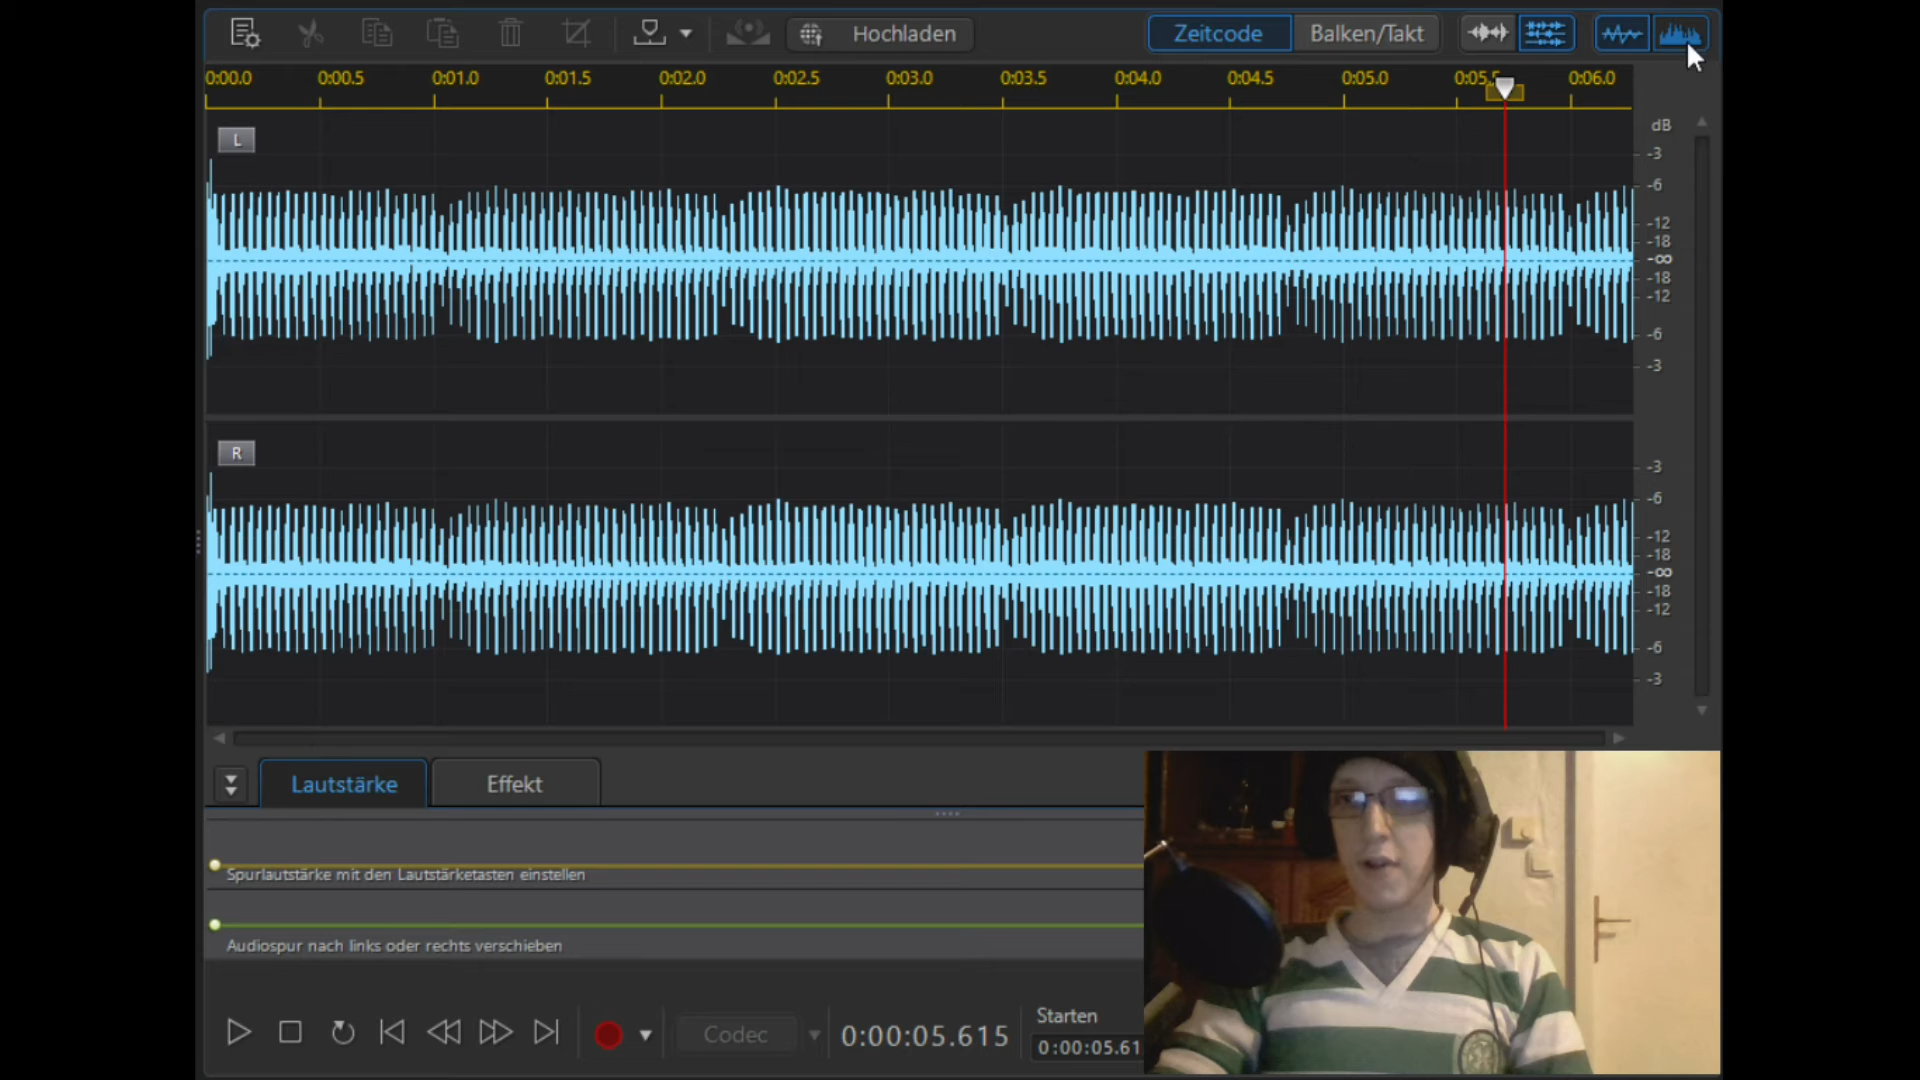 Hochladen
Zeitcode
Balken/Takt
0:00.0 0:00.5 0:01.0 0:01.5 0:02.0 0:02.5 0:03.0 0:03.5 0:04.0 0:04.5 0:05.0 0:05. 0:06.0
L
dB
-3
-6
-12
-18
-∞
-18
-12
-6
-3
R
-3
-6
-12
-18
-∞
-18
-12
-6
-3
Lautstärke
Effekt
Spurlautstärke mit den Lautstärketasten einstellen
Audiospur nach links oder rechts verschieben
Codec
0:00:05.615
Starten
0:00:05.61